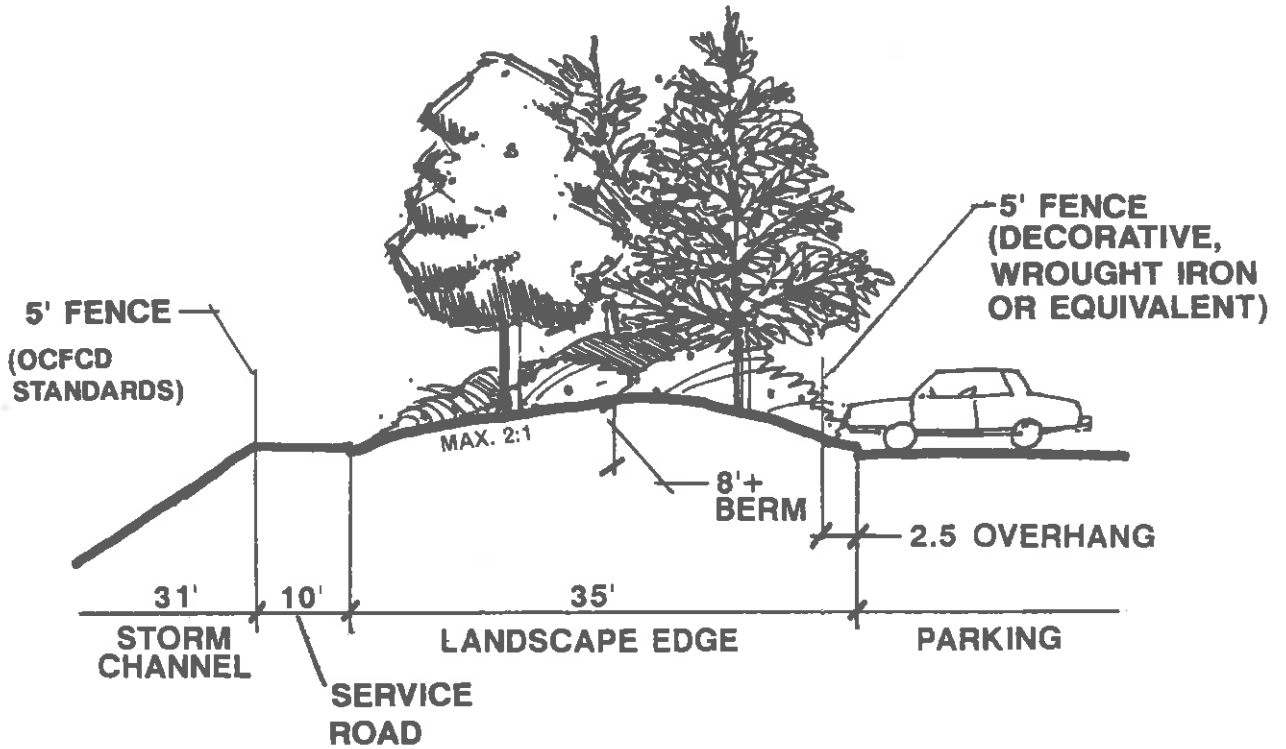 5' FENCE
(DECORATIVE,
WROUGHT IRON
OR EQUIVALENT)
5' FENCE
(OCFCD
STANDARDS)
MAX. 2:1
8'+
BERM
2.5 OVERHANG
31'
10'
35'
STORM
CHANNEL
LANDSCAPE EDGE
PARKING
SERVICE
ROAD